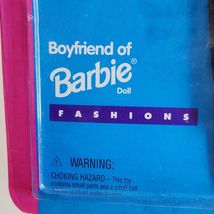 Boyfriend of
Barbie®
Doll
FASHIONS
⚠ WARNING:
CHOKING HAZARD – This toy
contains small parts and a small ball.